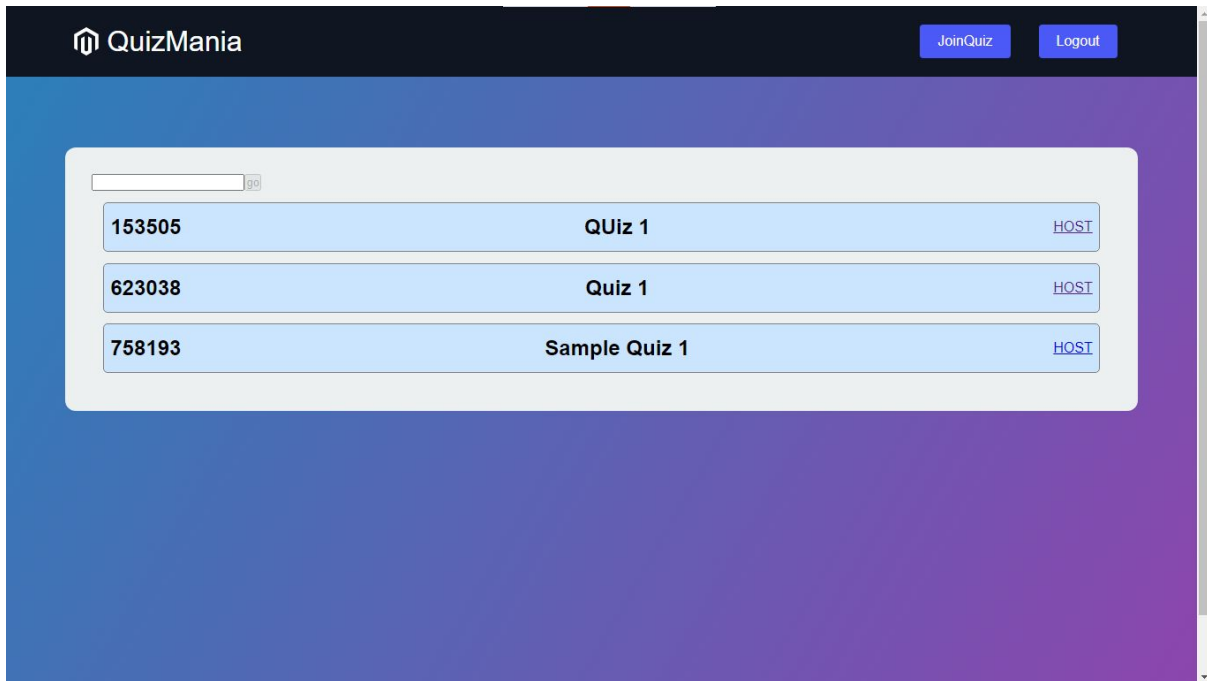 QuizMania
JoinQuiz
Logout
go
153505 QUiz 1 HOST
623038 Quiz 1 HOST
758193 Sample Quiz 1 HOST